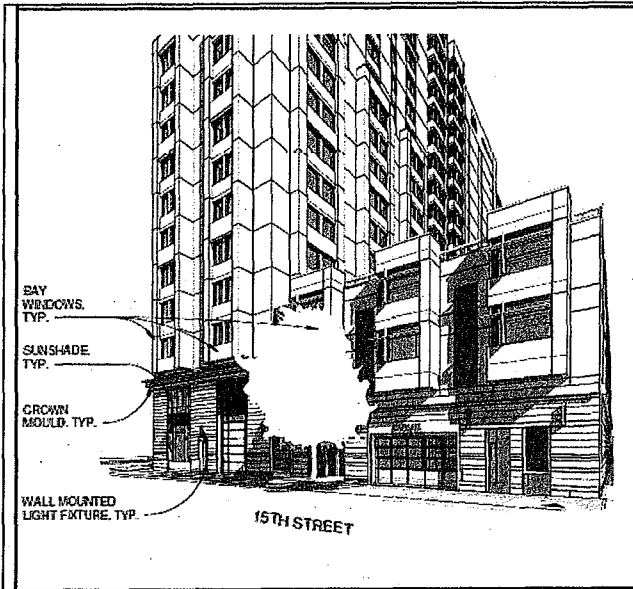 BAY
WINDOWS,
TYP.
SUNSHADE,
TYP.
CROWN
MOULD, TYP.
WALL MOUNTED
LIGHT FIXTURE, TYP.
15TH STREET